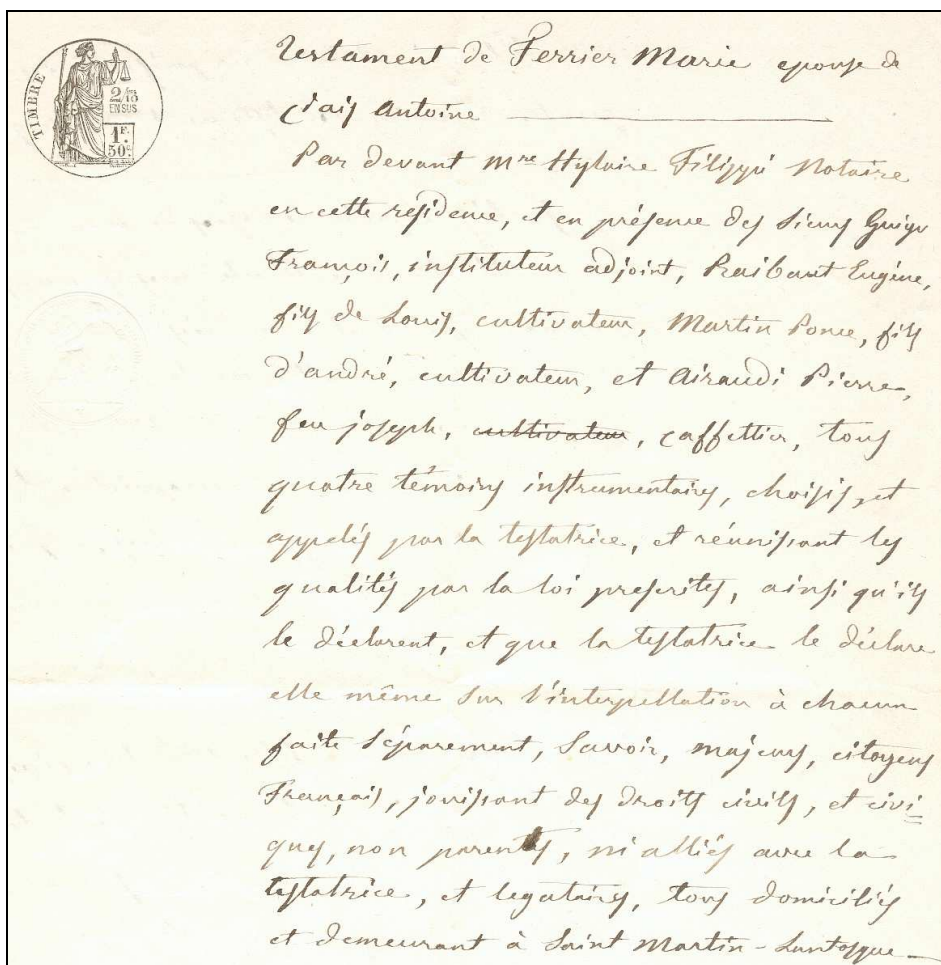 TIMBRE
2/10 
EN SUS
1F.
50c.
Testament de Ferrier Marie epouse de
Ciais Antoine
Par devant Mre Hylaire Filippi Notaire
en cette résidence, et en présence des Sieurs Guigo
François, instituteur adjoint, Raibaut Eugène,
fils de Louis, cultivateur, Martin Ponce, fils
d'andré, cultivateur, et Airaudi Pierre,
feu joseph, cultivateur, caffettier, tous
quatre témoins instrumentaires, choisis, et
appelés par la testatrice, et réunissant les
qualités par la loi prescrites, ainsi qu'ils
le déclarent, et que la testatrice le déclare
elle même sur l'interpellation à chacun
faite séparement, Savoir, majeurs, citoyens
Français, jouissant des droits civils, et civi
ques, non parents, ni alliés avec la
testatrice, et legataires, tous domiciliés
et demeurant à Saint Martin-Lantosque